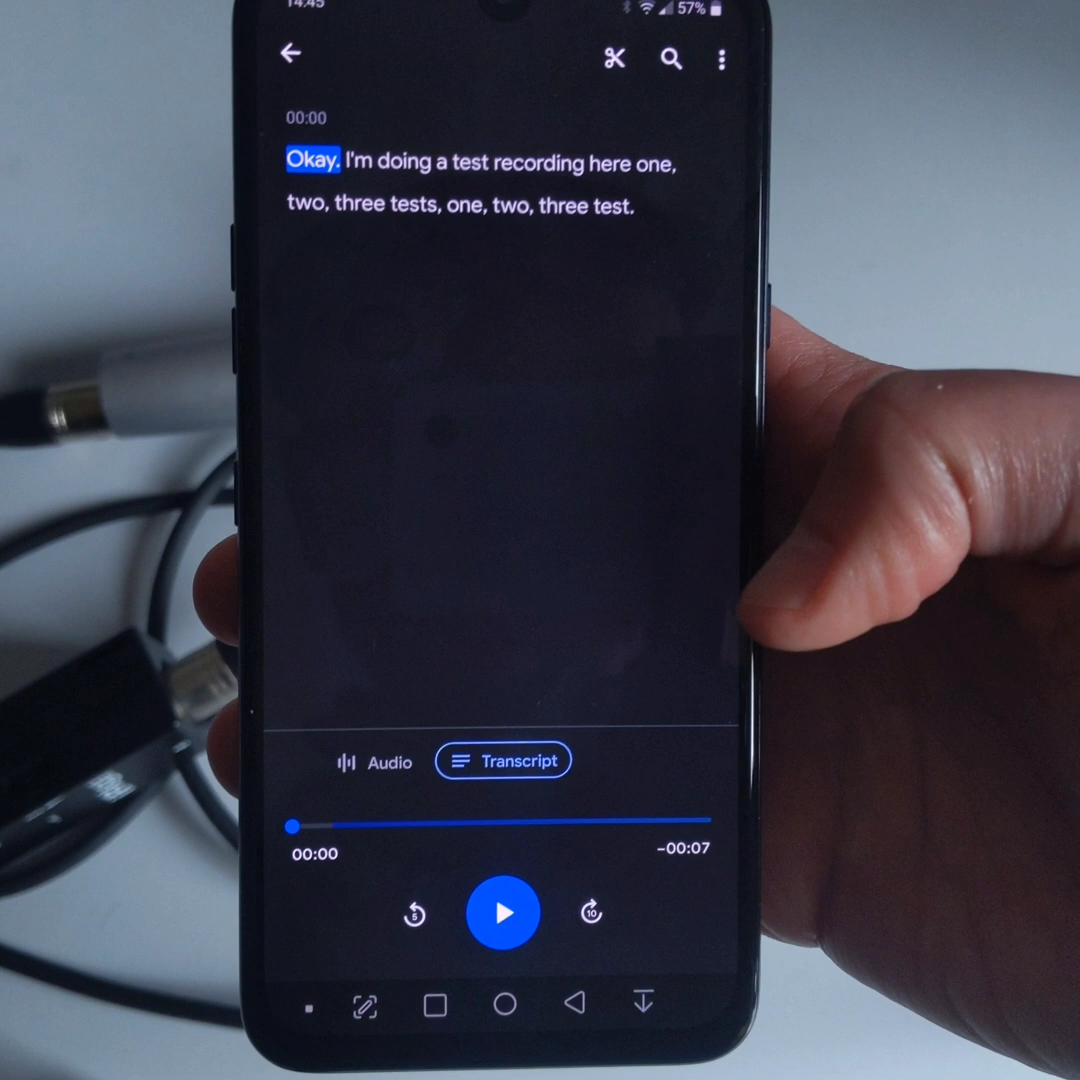 14:45
57%
00:00
Okay. I'm doing a test recording here one,
two, three tests, one, two, three test.
Audio
Transcript
00:00
-00:07
5
10